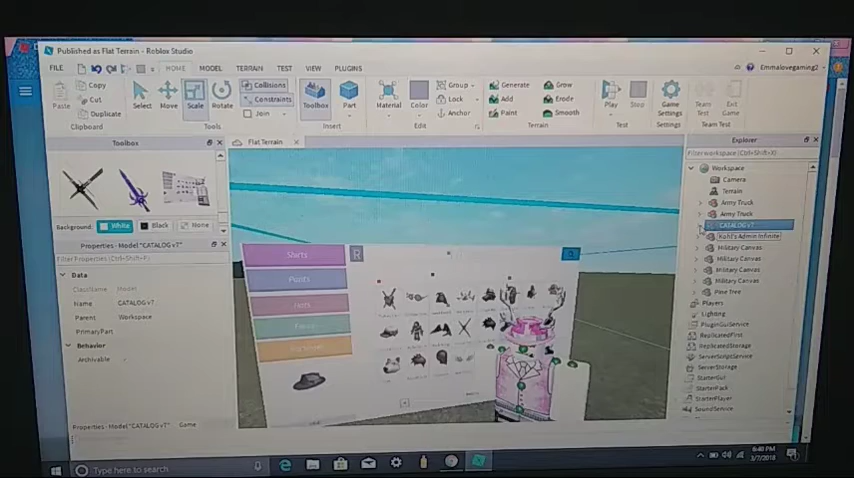 Published as Flat Terrain - Roblox Studio
FILE HOME MODEL TERRAIN TEST VIEW PLUGINS
Emmalovegaming2
Paste
Copy
Cut
Duplicate
Clipboard
Select Move Scale Rotate
Collisions
Constraints
Join
Tools
Toolbox Part
Insert
Material Color
Group
Lock
Anchor
Edit
Generate Grow
Add Erode
Paint Smooth
Terrain
Play Stop
Test
Game Settings
Settings
Team Test
Exit Game
Team Test
Toolbox
Background: White Black None
Properties - Model "CATALOG v7"
Filter Properties (Ctrl+Shift+P)
Data
ClassName Model
Name CATALOG v7
Parent Workspace
PrimaryPart
Behavior
Archivable
Properties - Model "CATALOG v7" Game
Flat Terrain
Shirts
Pants
R
Explorer
Filter workspace (Ctrl+Shift+X)
Workspace
Camera
Terrain
Army Truck
Army Truck
CATALOG v7
Kohl's Admin Infinite
Military Canvas
Military Canvas
Military Canvas
Military Canvas
Pine Tree
Players
Lighting
PluginGuiService
ReplicatedFirst
ReplicatedStorage
ServerScriptService
ServerStorage
StarterGui
StarterPack
StarterPlayer
SoundService
Type here to search
6:40 PM
3/7/2018